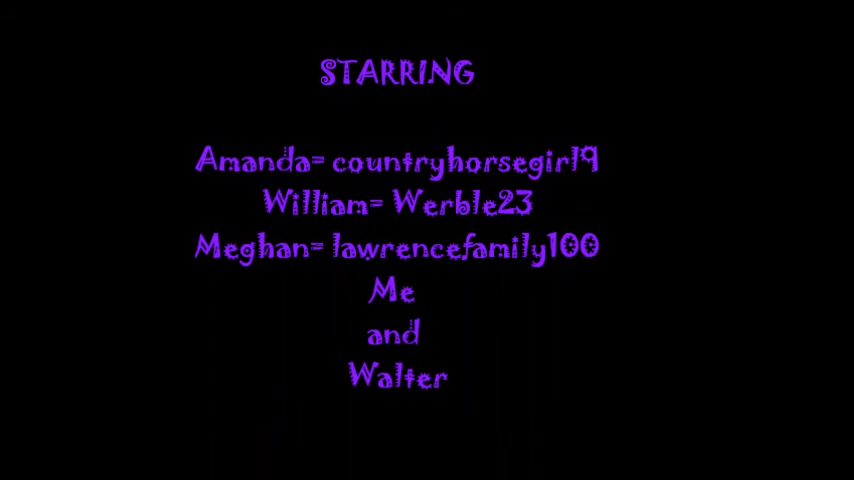 STARRING
Amanda= countryhorsegirl9
William= Werble23
Meghan= lawrencefamily100
Me
and
Walter